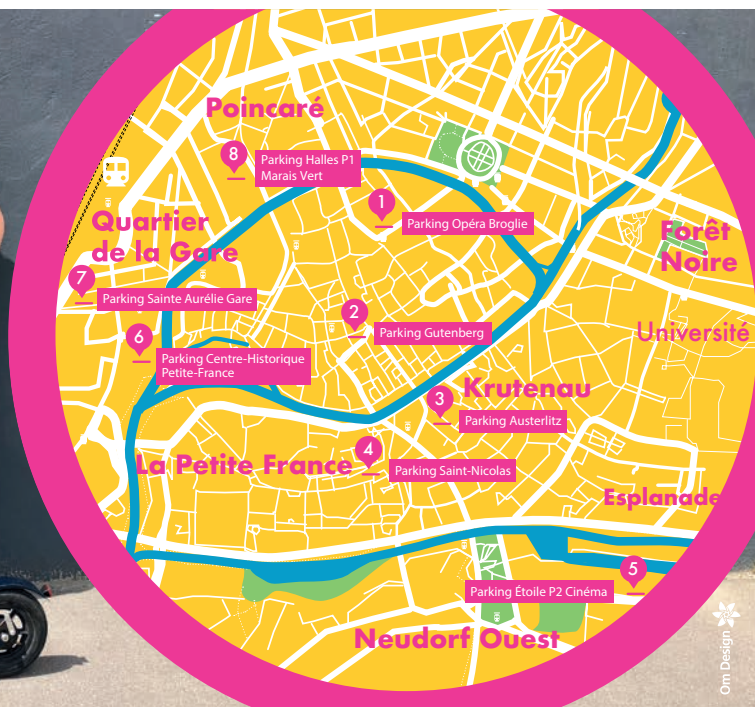 Poincaré
8
Parking Halles P1
Marais Vert
1
Parking Opéra Broglie
Quartier
de la Gare
Forêt
Noire
7
Parking Sainte Aurélie Gare
2
Parking Gutenberg
Université
6
Parking Centre-Historique
Petite-France
Krutenau
3
Parking Austerlitz
La Petite France
4
Parking Saint-Nicolas
Esplanade
5
Parking Étoile P2 Cinéma
Neudorf Ouest
Om Design